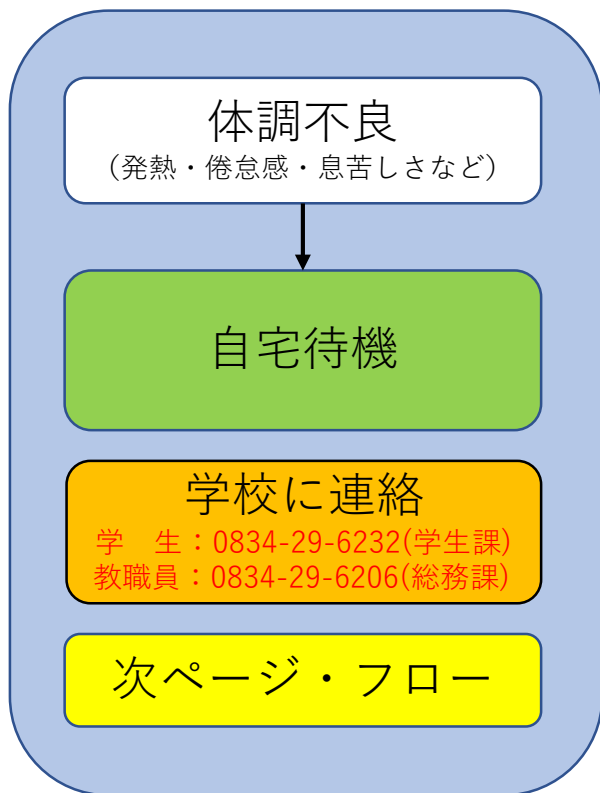 体調不良
（発熱・倦怠感・息苦しさなど）
自宅待機
学校に連絡
学　生：0834-29-6232(学生課)
教職員：0834-29-6206(総務課)
次ページ・フロー